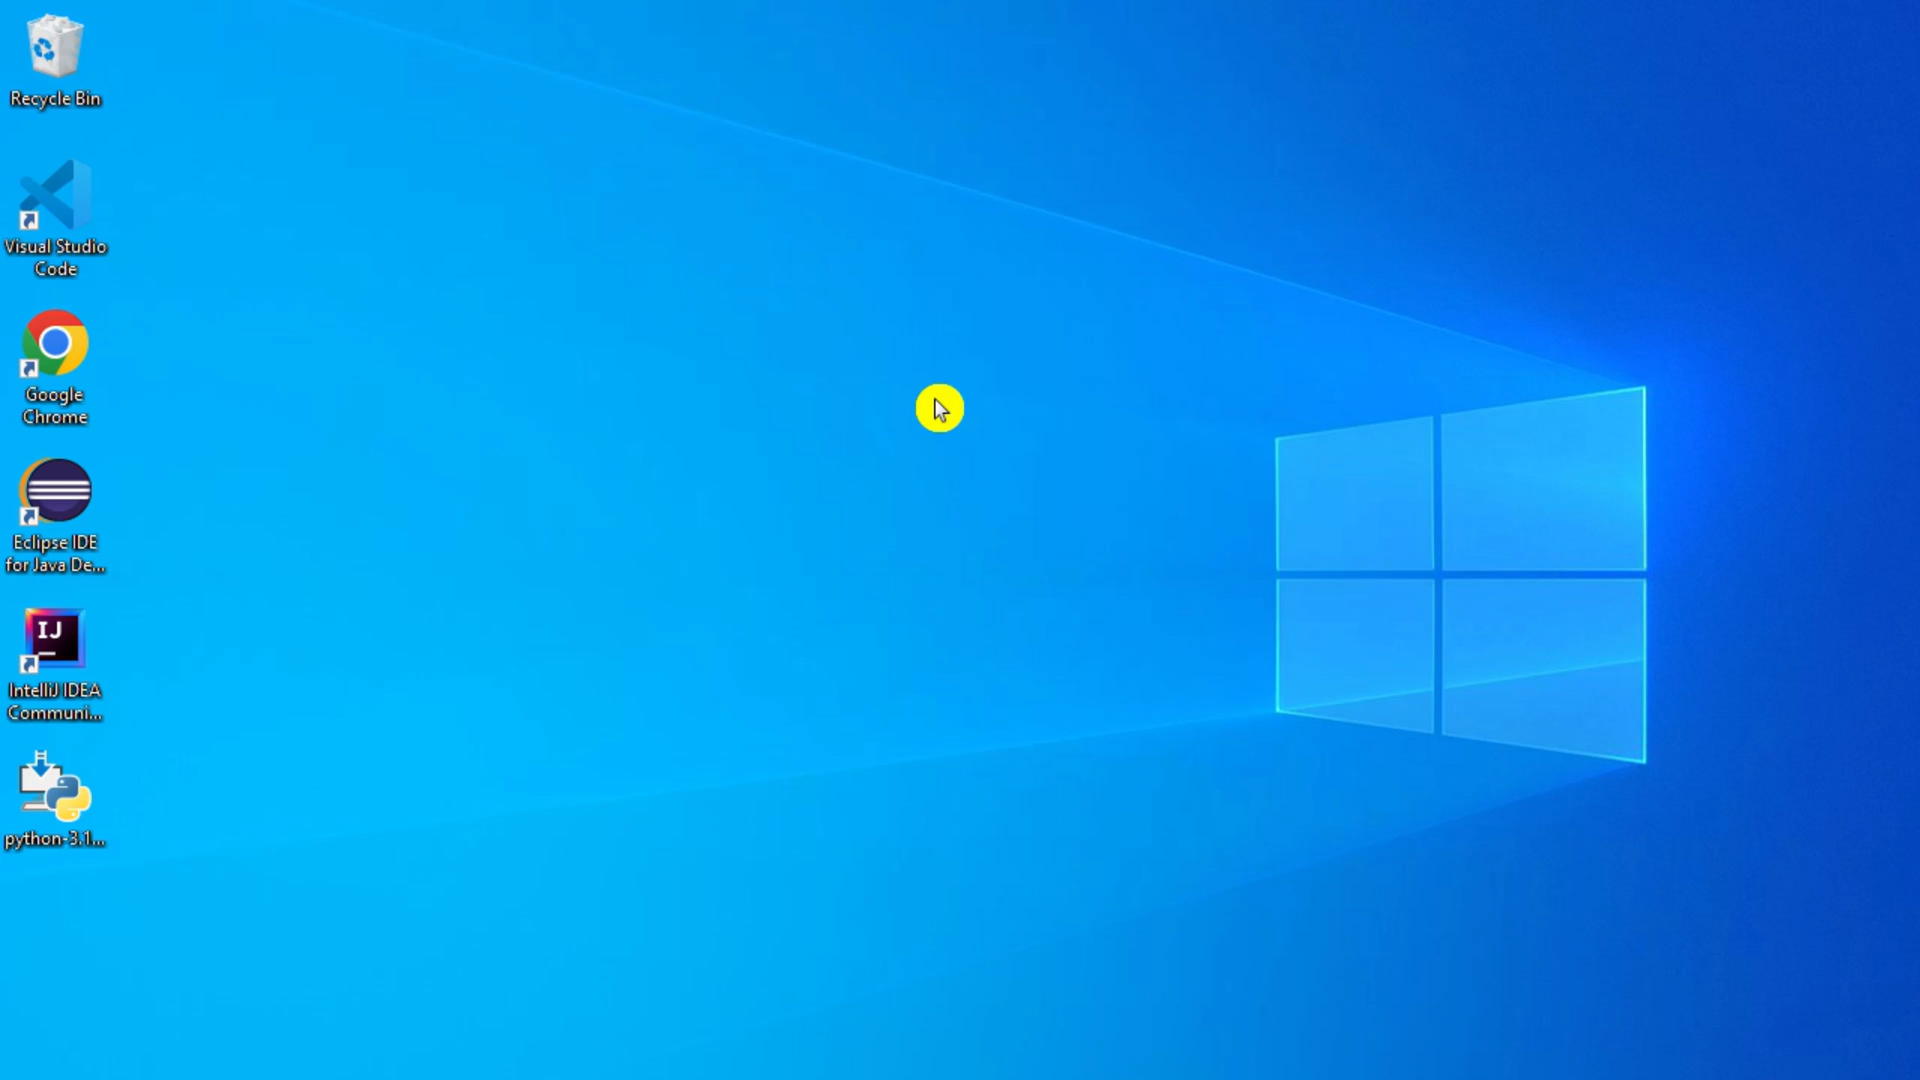 Recycle Bin
Visual Studio
Code
Google
Chrome
Eclipse IDE
for Java De...
IJ
IntelliJ IDEA
Communi...
python-3.1...